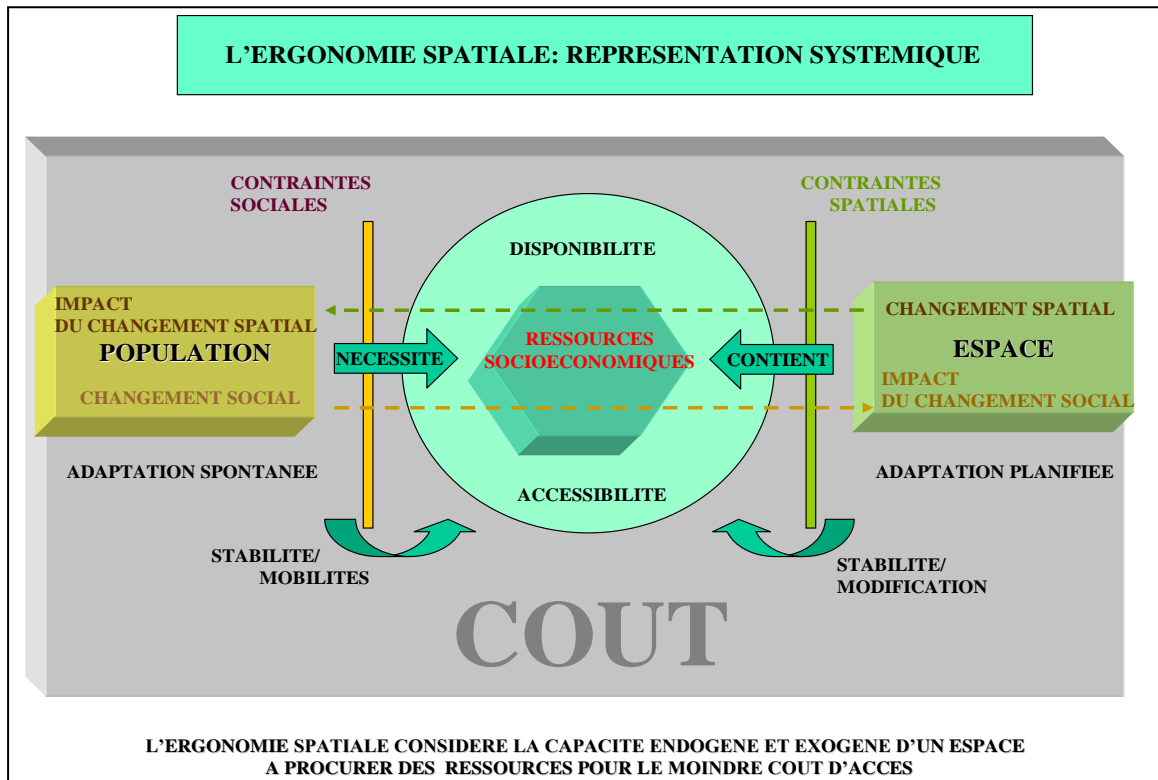 L'ERGONOMIE SPATIALE: REPRESENTATION SYSTEMIQUE
CONTRAINTES
SOCIALES
CONTRAINTES
SPATIALES
DISPONIBILITE
IMPACT
DU CHANGEMENT SPATIAL
POPULATION
CHANGEMENT SOCIAL
NECESSITE
RESSOURCES
SOCIOECONOMIQUES
CONTIENT
CHANGEMENT SPATIAL
ESPACE
IMPACT
DU CHANGEMENT SOCIAL
ADAPTATION SPONTANEE
ACCESSIBILITE
ADAPTATION PLANIFIEE
STABILITE/
MOBILITES
STABILITE/
MODIFICATION
COUT
L'ERGONOMIE SPATIALE CONSIDERE LA CAPACITE ENDOGENE ET EXOGENE D'UN ESPACE
A PROCURER DES RESSOURCES POUR LE MOINDRE COUT D'ACCES